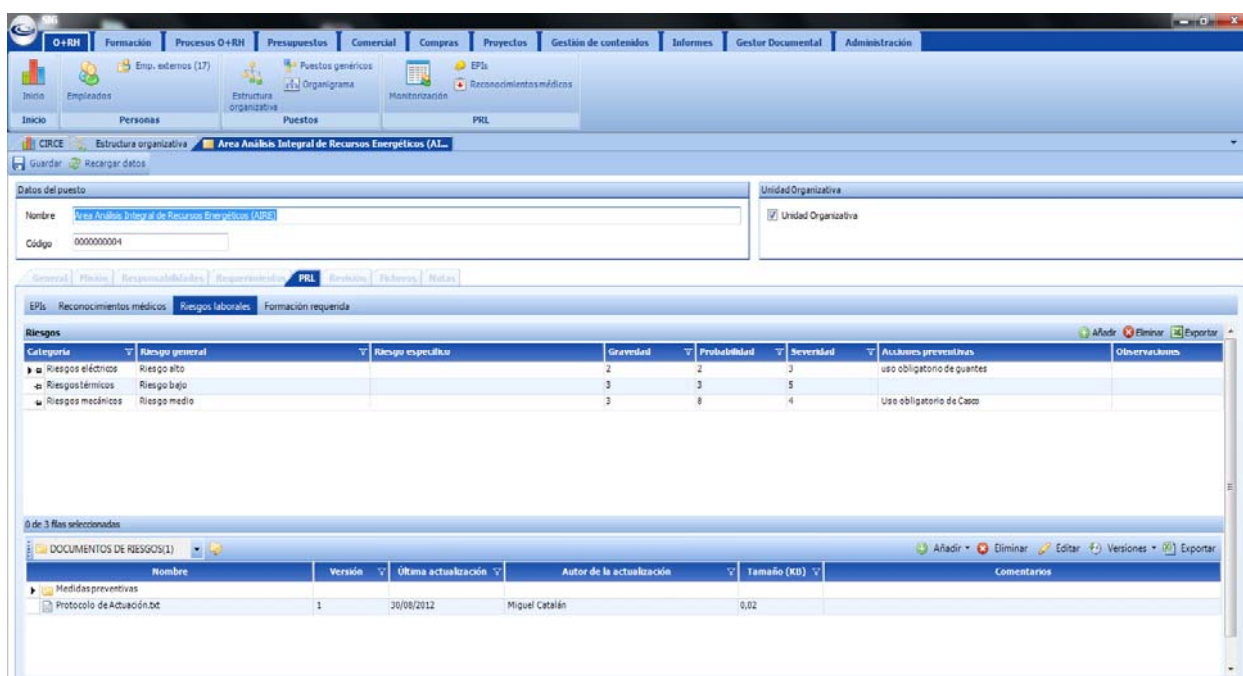 SIG
O+RH Formación Procesos O+RH Presupuestos Comercial Compras Proyectos Gestión de contenidos Informes Gestor Documental Administración
Emp. externos (17) Puestos genéricos EPIs
Organigrama Reconocimientos médicos
Inicio Empleados Estructura organizativa Monitorización
Inicio Personas Puestos PRL
CIRCE Estructura organizativa Area Análisis Integral de Recursos Energéticos (AI...
Guardar Recargar datos
Datos del puesto Unidad Organizativa
Nombre Area Análisis Integral de Recursos Energéticos (AIRE) Unidad Organizativa
Código 0000000004
General Misión Responsabilidades Requerimientos PRL Revisión Ficheros Notas
EPIs Reconocimientos médicos Riesgos laborales Formación requerida
Riesgos Añadir Eliminar Exportar
Categoría Riesgo general Riesgo específico Gravedad Probabilidad Severidad Acciones preventivas Observaciones
Riesgos eléctricos Riesgo alto 2 2 3 uso obligatorio de guantes
Riesgos térmicos Riesgo bajo 3 3 5
Riesgos mecánicos Riesgo medio 3 8 4 Uso obligatorio de Casco
0 de 3 filas seleccionadas
DOCUMENTOS DE RIESGOS(1) Añadir Eliminar Editar Versiones Exportar
Nombre Versión Última actualización Autor de la actualización Tamaño (KB) Comentarios
Medidas preventivas
Protocolo de Actuación.txt 1 30/08/2012 Miguel Catalán 0,02